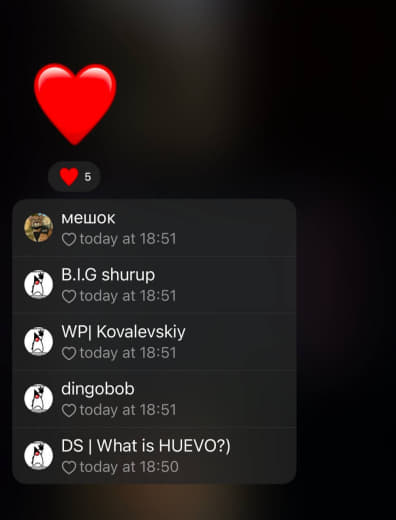 5
мешок
today at 18:51
B.I.G shurup
today at 18:51
WP| Kovalevskiy
today at 18:51
dingobob
today at 18:51
DS | What is HUEVO?)
today at 18:50